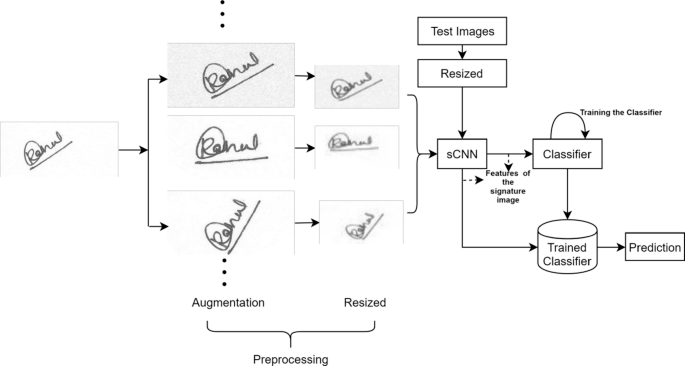 Rahul
Rahul
Rahul
Rahul
Rahul
Rahul
Rahul
Augmentation
Resized
Preprocessing
Test Images
Resized
sCNN
Features of
the
signature
image
Training the Classifier
Classifier
Trained
Classifier
Prediction